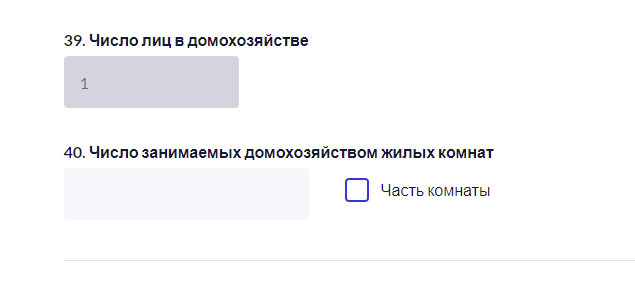 39. Число лиц в домохозяйстве
1
40. Число занимаемых домохозяйством жилых комнат
Часть комнаты